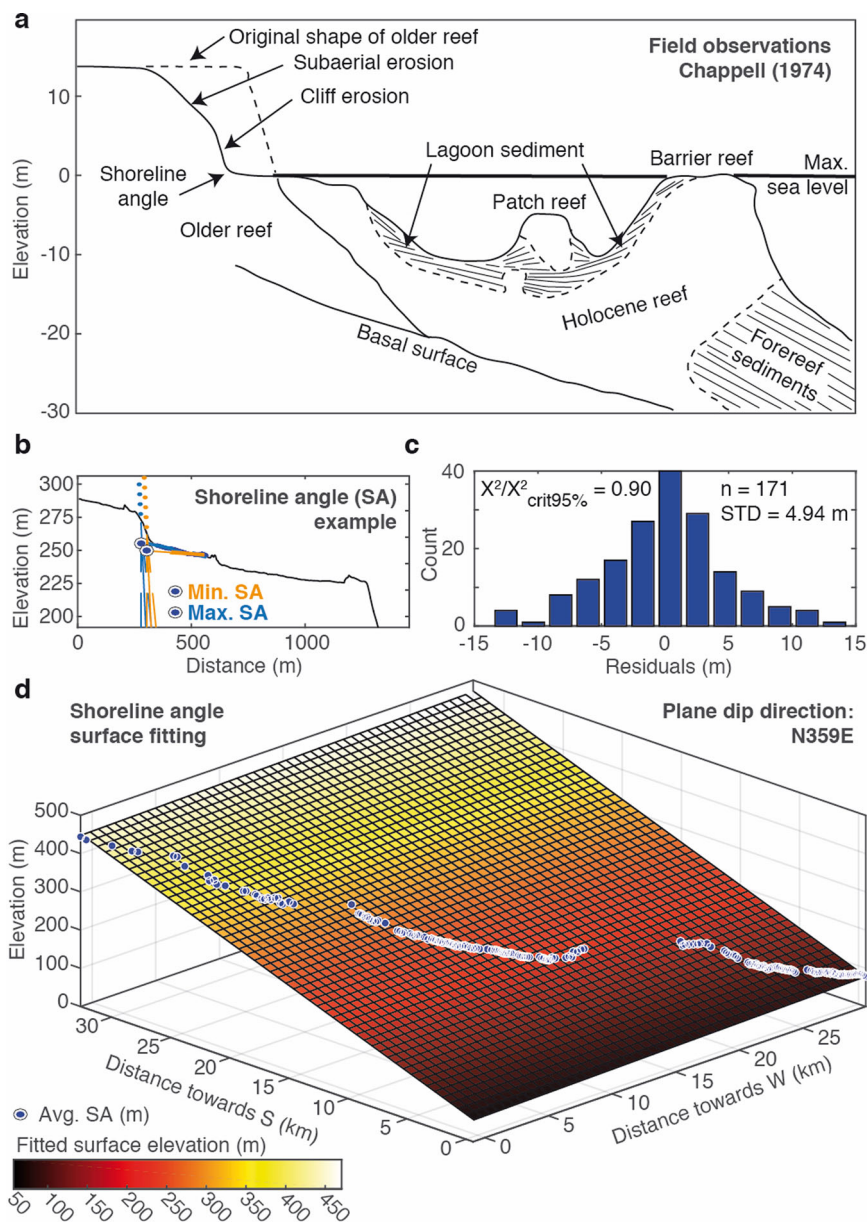 a
Original shape of older reef
Subaerial erosion
Cliff erosion
Field observations
Chappell (1974)
Shoreline
angle
Lagoon sediment
Barrier reef
Max.
sea level
Patch reef
Older reef
Holocene reef
Basal surface
Forereef
sediments
Elevation (m)
10
0
-10
-20
-30
b
Shoreline angle (SA)
example
Min. SA
Max. SA
Elevation (m)
300
275
250
225
200
0
500
1000
Distance (m)
c
X²/X²crit95% = 0.90
n = 171
STD = 4.94 m
Count
40
20
0
-15
-10
-5
0
5
10
15
Residuals (m)
d
Shoreline angle
surface fitting
Plane dip direction:
N359E
Elevation (m)
500
400
300
200
100
0
30
25
20
15
10
5
0
Distance towards S (km)
0
5
10
15
20
25
Distance towards W (km)
Avg. SA (m)
Fitted surface elevation (m)
50
100
150
200
250
300
350
400
450